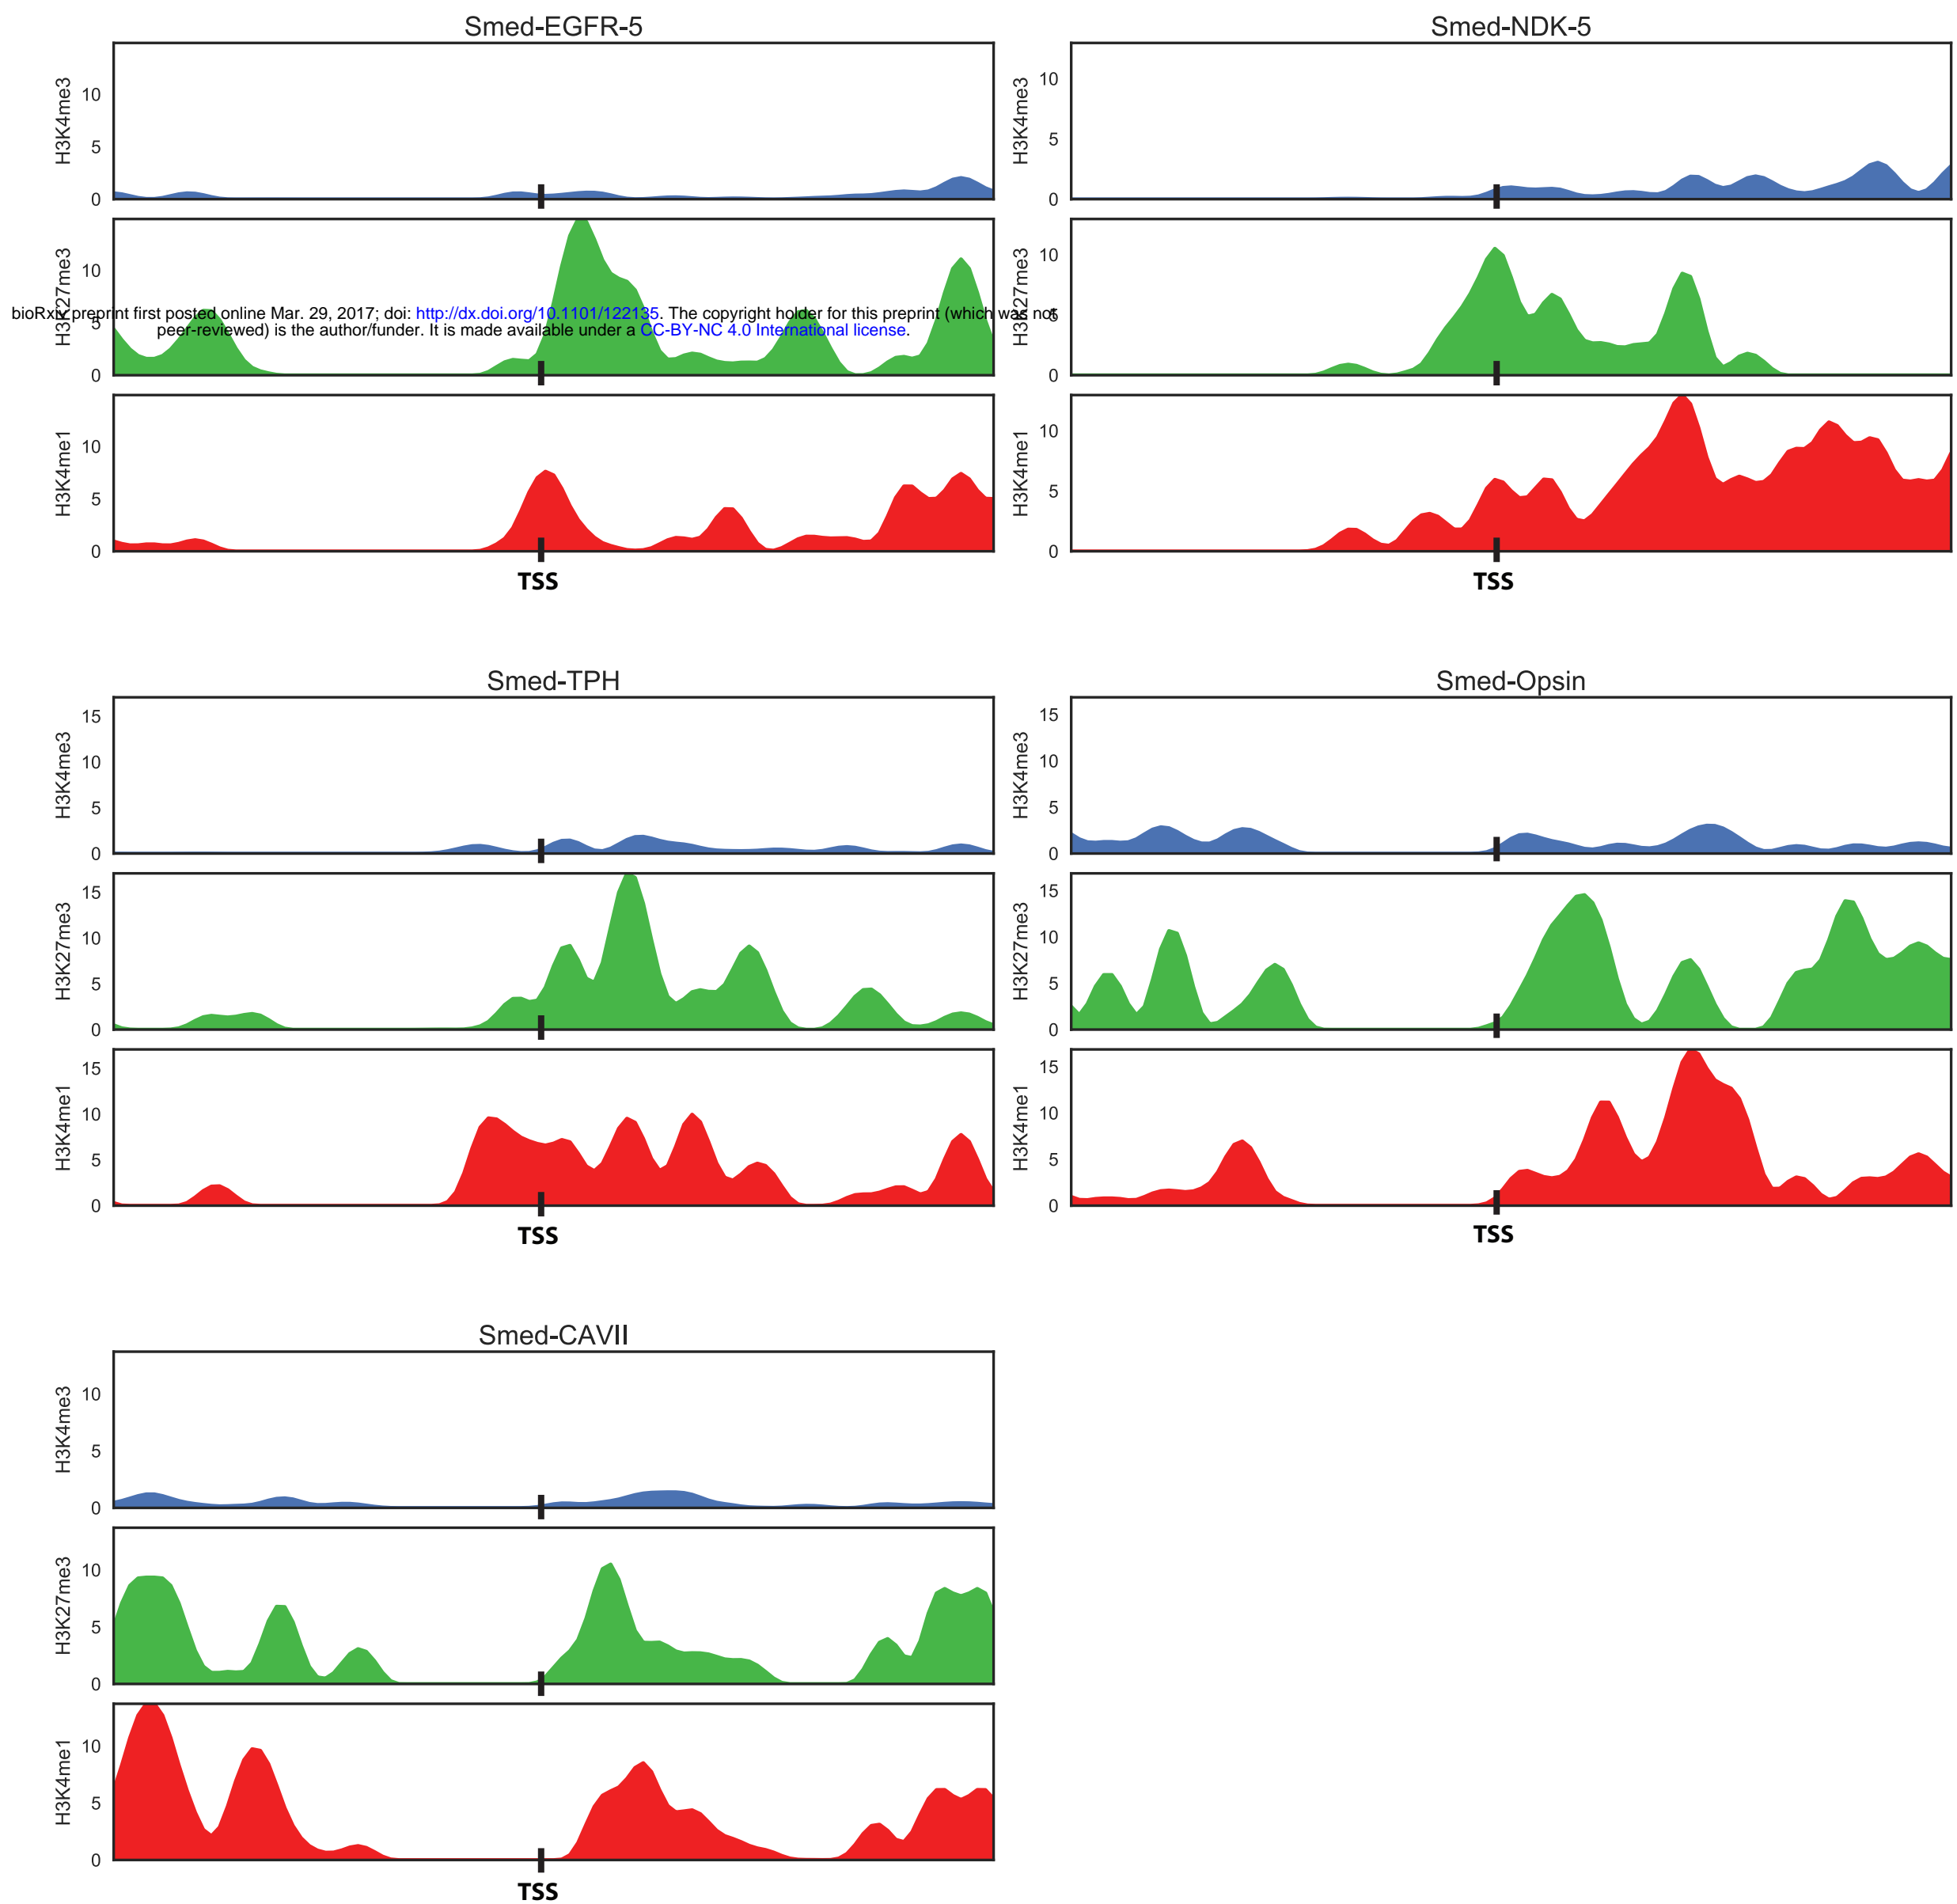 Smed-EGFR-5
H3K4me3
10
5
0
H3K27me3
10
5
0
H3K4me1
10
5
0
TSS
Smed-NDK-5
H3K4me3
10
5
0
H3K27me3
10
5
0
H3K4me1
10
5
0
TSS
bioRxiv preprint first posted online Mar. 29, 2017; doi: http://dx.doi.org/10.1101/122135. The copyright holder for this preprint (which was not
peer-reviewed) is the author/funder. It is made available under a CC-BY-NC 4.0 International license.
Smed-TPH
H3K4me3
15
10
5
0
H3K27me3
15
10
5
0
H3K4me1
15
10
5
0
TSS
Smed-Opsin
H3K4me3
15
10
5
0
H3K27me3
15
10
5
0
H3K4me1
15
10
5
0
TSS
Smed-CAVII
H3K4me3
10
5
0
H3K27me3
10
5
0
H3K4me1
10
5
0
TSS